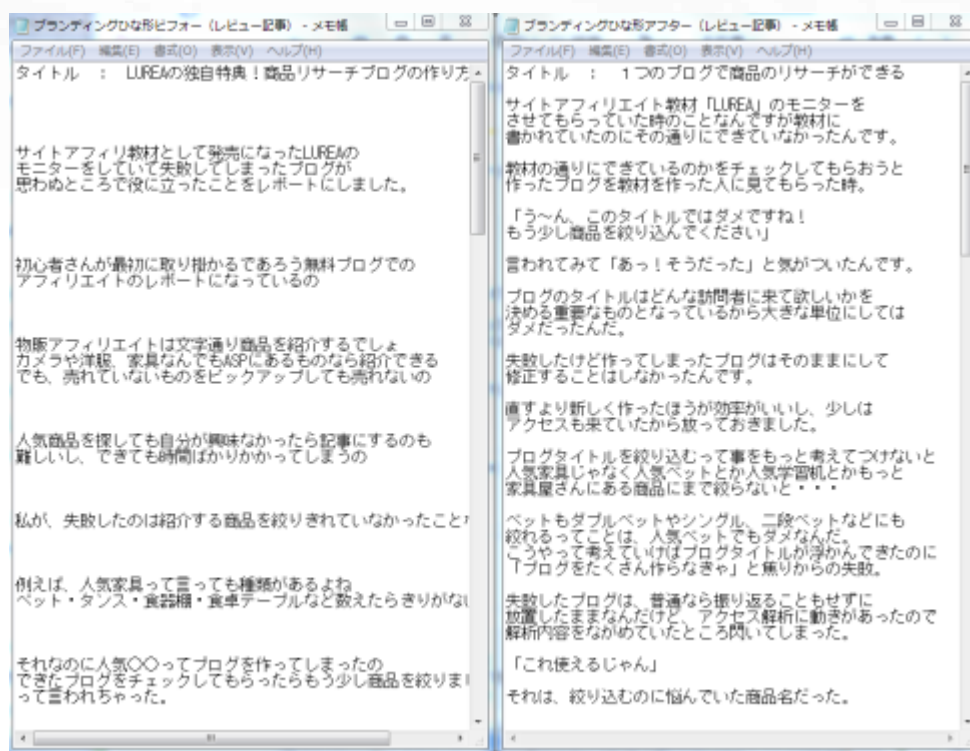 ブランディングひな形ビフォー（レビュー記事） - メモ帳
ファイル(F) 編集(E) 書式(O) 表示(V) ヘルプ(H)
タイトル ： LUREAの独自特典！商品リサーチブログの作り方
サイトアフィリ教材として発売になったLUREAの
モニターをしていて失敗してしまったブログが
思わぬところで役に立ったことをレポートにしました。
初心者さんが最初に取り掛かるであろう無料ブログでの
アフィリエイトのレポートになっているの
物販アフィリエイトは文字通り商品を紹介するでしょ
カメラや洋服、家具なんでもASPにあるものなら紹介できる
でも、売れていないものをピックアップしても売れないの
人気商品を探しても自分が興味なかったら記事にするのも
難しいし、できても時間ばかりかかってしまうの
私が、失敗したのは紹介する商品を絞りきれていなかったこと
例えば、人気家具って言っても種類があるよね
ベット・タンス・食器棚・食卓テーブルなど数えたらきりがない
それなのに人気〇〇ってブログを作ってしまったの
できたブログをチェックしてもらったらもう少し商品を絞りまし
って言われちゃった。
ブランディングひな形アフター（レビュー記事） - メモ帳
ファイル(F) 編集(E) 書式(O) 表示(V) ヘルプ(H)
タイトル ： １つのブログで商品のリサーチができる
サイトアフィリエイト教材「LUREA」のモニターを
させてもらっていた時のことなんですが教材に
書かれていたのにその通りにできていなかったんです。
教材の通りにできているのかをチェックしてもらおうと
作ったブログを教材を作った人に見てもらった時。
「う～ん、このタイトルではダメですね！
もう少し商品を絞り込んでください」
言われてみて「あっ！そうだった」と気がついたんです。
ブログのタイトルはどんな訪問者に来て欲しいかを
決める重要なものとなっているから大きな単位にしては
ダメだったんだ。
失敗したけど作ってしまったブログはそのままにして
修正することはしなかったんです。
直すより新しく作ったほうが効率がいいし、少しは
アクセスも来ていたから放っておきました。
ブログタイトルを絞り込むって事をもっと考えてつけないと
人気家具じゃなく人気ベットとか人気学習机とかもっと
家具屋さんにある商品にまで絞らないと・・・
ベットもダブルベットやシングル、二段ベットなどにも
絞れるってことは、人気ベットでもダメなんだ。
こうやって考えていけばブログタイトルが浮かんできたのに
「ブログをたくさん作らなきゃ」と焦りからの失敗。
失敗したブログは、普通なら振り返ることもせずに
放置したままなんだけど、アクセス解析に動きがあったので
解析内容をながめていたところ閃いてしまった。
「これ使えるじゃん」
それは、絞り込むのに悩んでいた商品名だった。